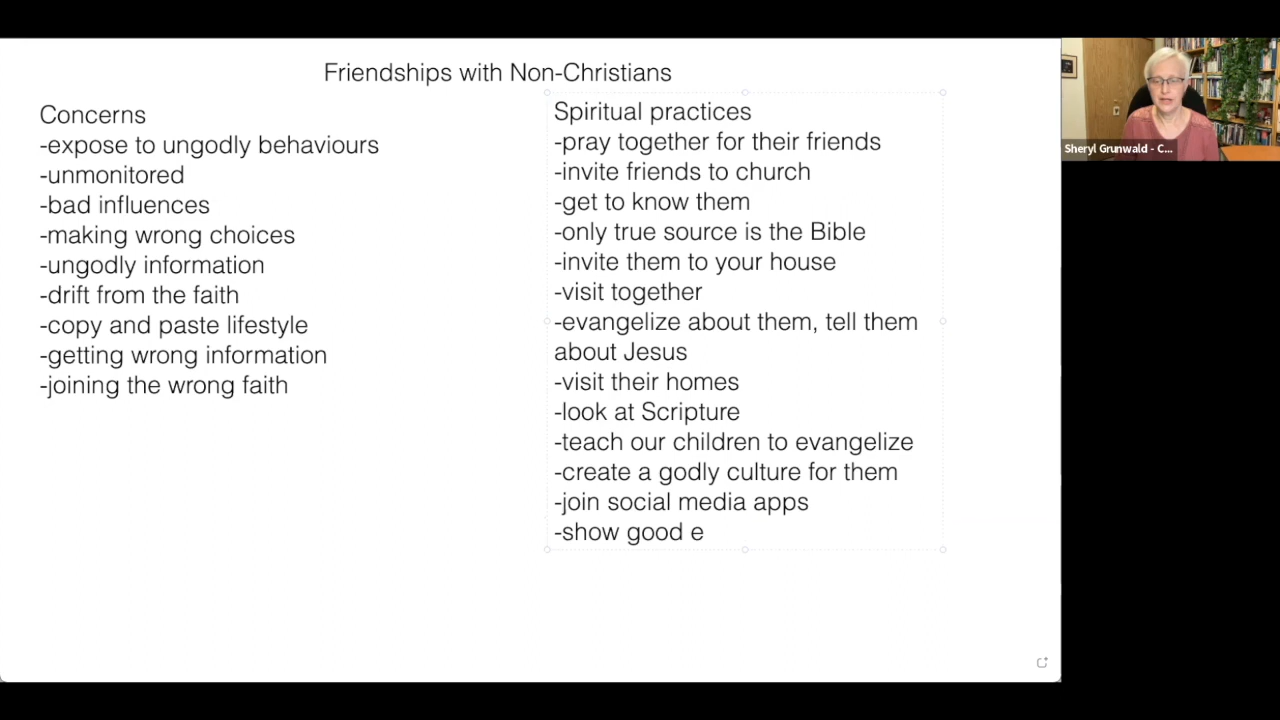 Friendships with Non-Christians
Concerns
-expose to ungodly behaviours
-unmonitored
-bad influences
-making wrong choices
-ungodly information
-drift from the faith
-copy and paste lifestyle
-getting wrong information
-joining the wrong faith
Spiritual practices
-pray together for their friends
-invite friends to church
-get to know them
-only true source is the Bible
-invite them to your house
-visit together
-evangelize about them, tell them
about Jesus
-visit their homes
-look at Scripture
-teach our children to evangelize
-create a godly culture for them
-join social media apps
-show good e
Sheryl Grunwald - C...